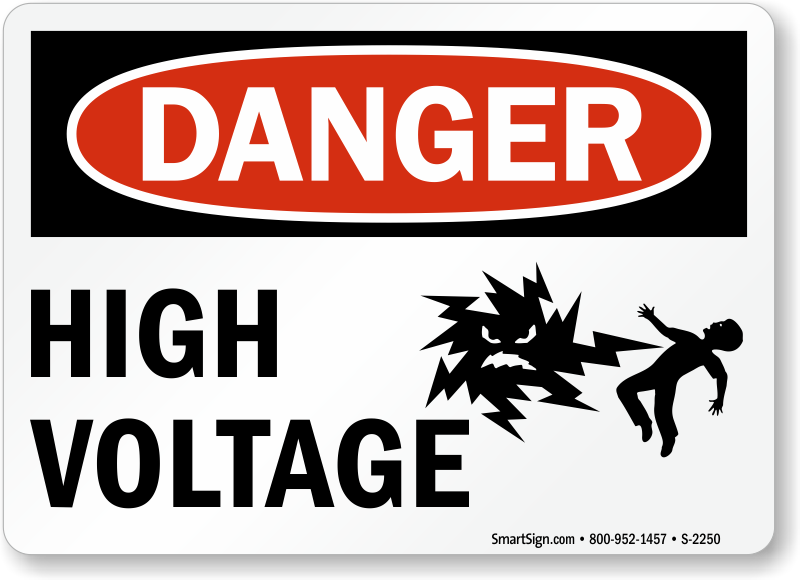 DANGER
HIGH
VOLTAGE
SmartSign.com • 800-952-1457 • S-2250